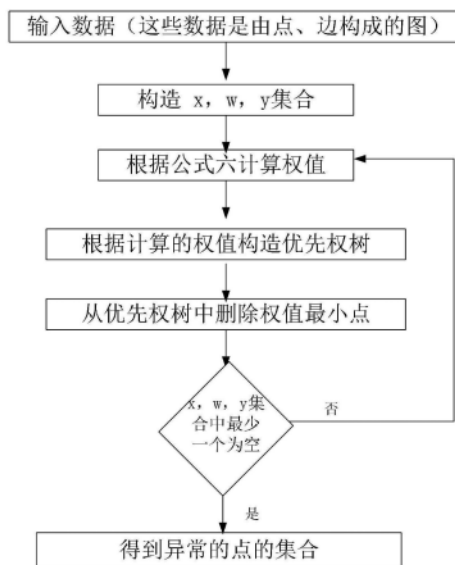 输入数据（这些数据是由点、边构成的图）
构造 x，w，y集合
根据公式六计算权值
根据计算的权值构造优先权树
从优先权树中删除权值最小点
x，w，y集
合中最少
一个为空
否
是
得到异常的点的集合